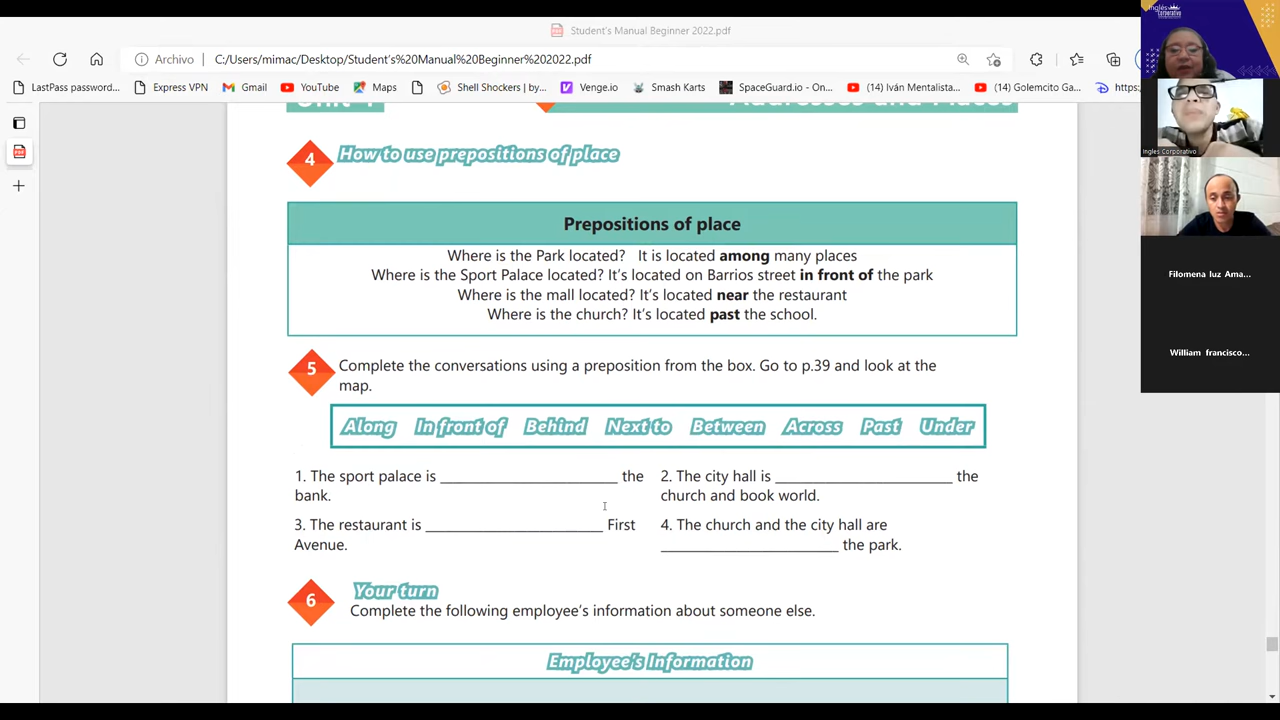 Student's Manual Beginner 2022.pdf
Archivo
C:/Users/mimac/Desktop/Student's%20Manual%20Beginner%202022.pdf
LastPass password...
Express VPN
Gmail
YouTube
Maps
Shell Shockers | by...
Venge.io
Smash Karts
SpaceGuard.io - On...
(14) Iván Mentalista...
(14) Golemcito Ga...
https:
Addresses and Places
4
How to use prepositions of place
Prepositions of place
Where is the Park located? It is located among many places
Where is the Sport Palace located? It's located on Barrios street in front of the park
Where is the mall located? It's located near the restaurant
Where is the church? It's located past the school.
5
Complete the conversations using a preposition from the box. Go to p.39 and look at the
map.
Along In front of Behind Next to Between Across Past Under
1. The sport palace is ______________________ the
bank.
2. The city hall is ______________________ the
church and book world.
3. The restaurant is ______________________ First
Avenue.
4. The church and the city hall are
______________________ the park.
6
Your turn
Complete the following employee's information about someone else.
Employee's Information
Inglés
Corporativo
Ingles Corporativo
Filomena luz Ama...
William francisco...